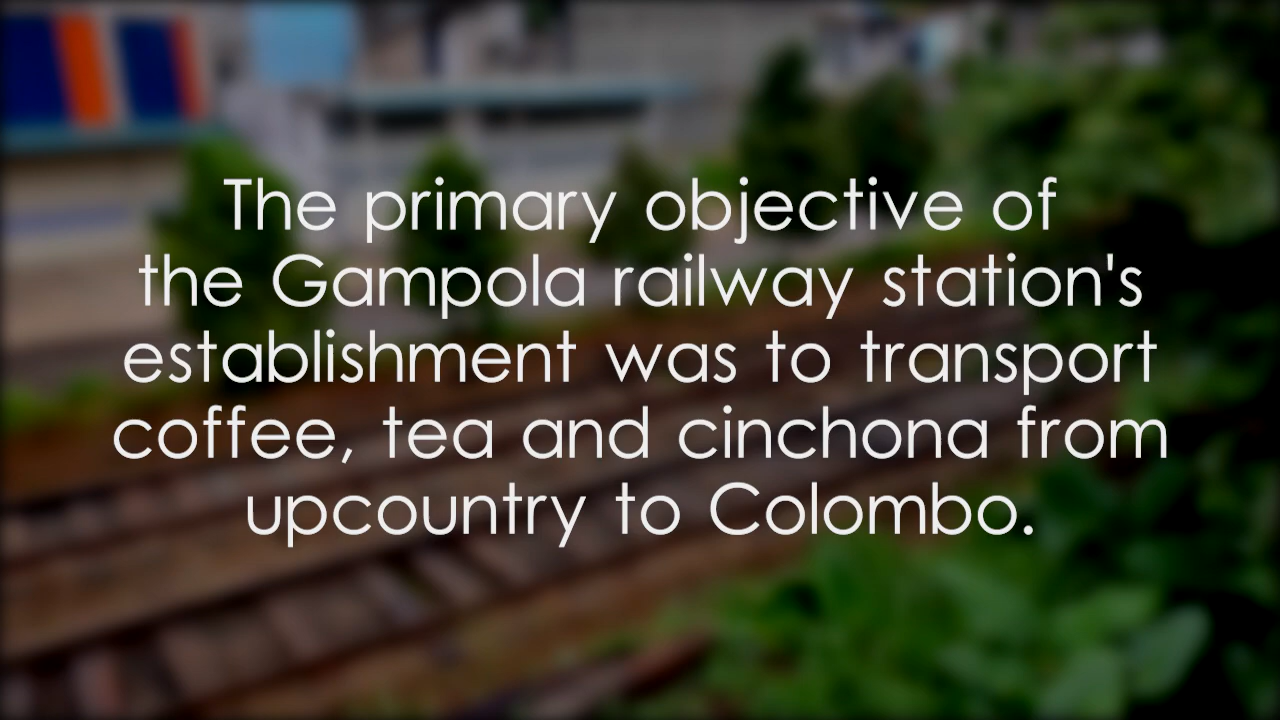 The primary objective of
the Gampola railway station's
establishment was to transport
coffee, tea and cinchona from
upcountry to Colombo.